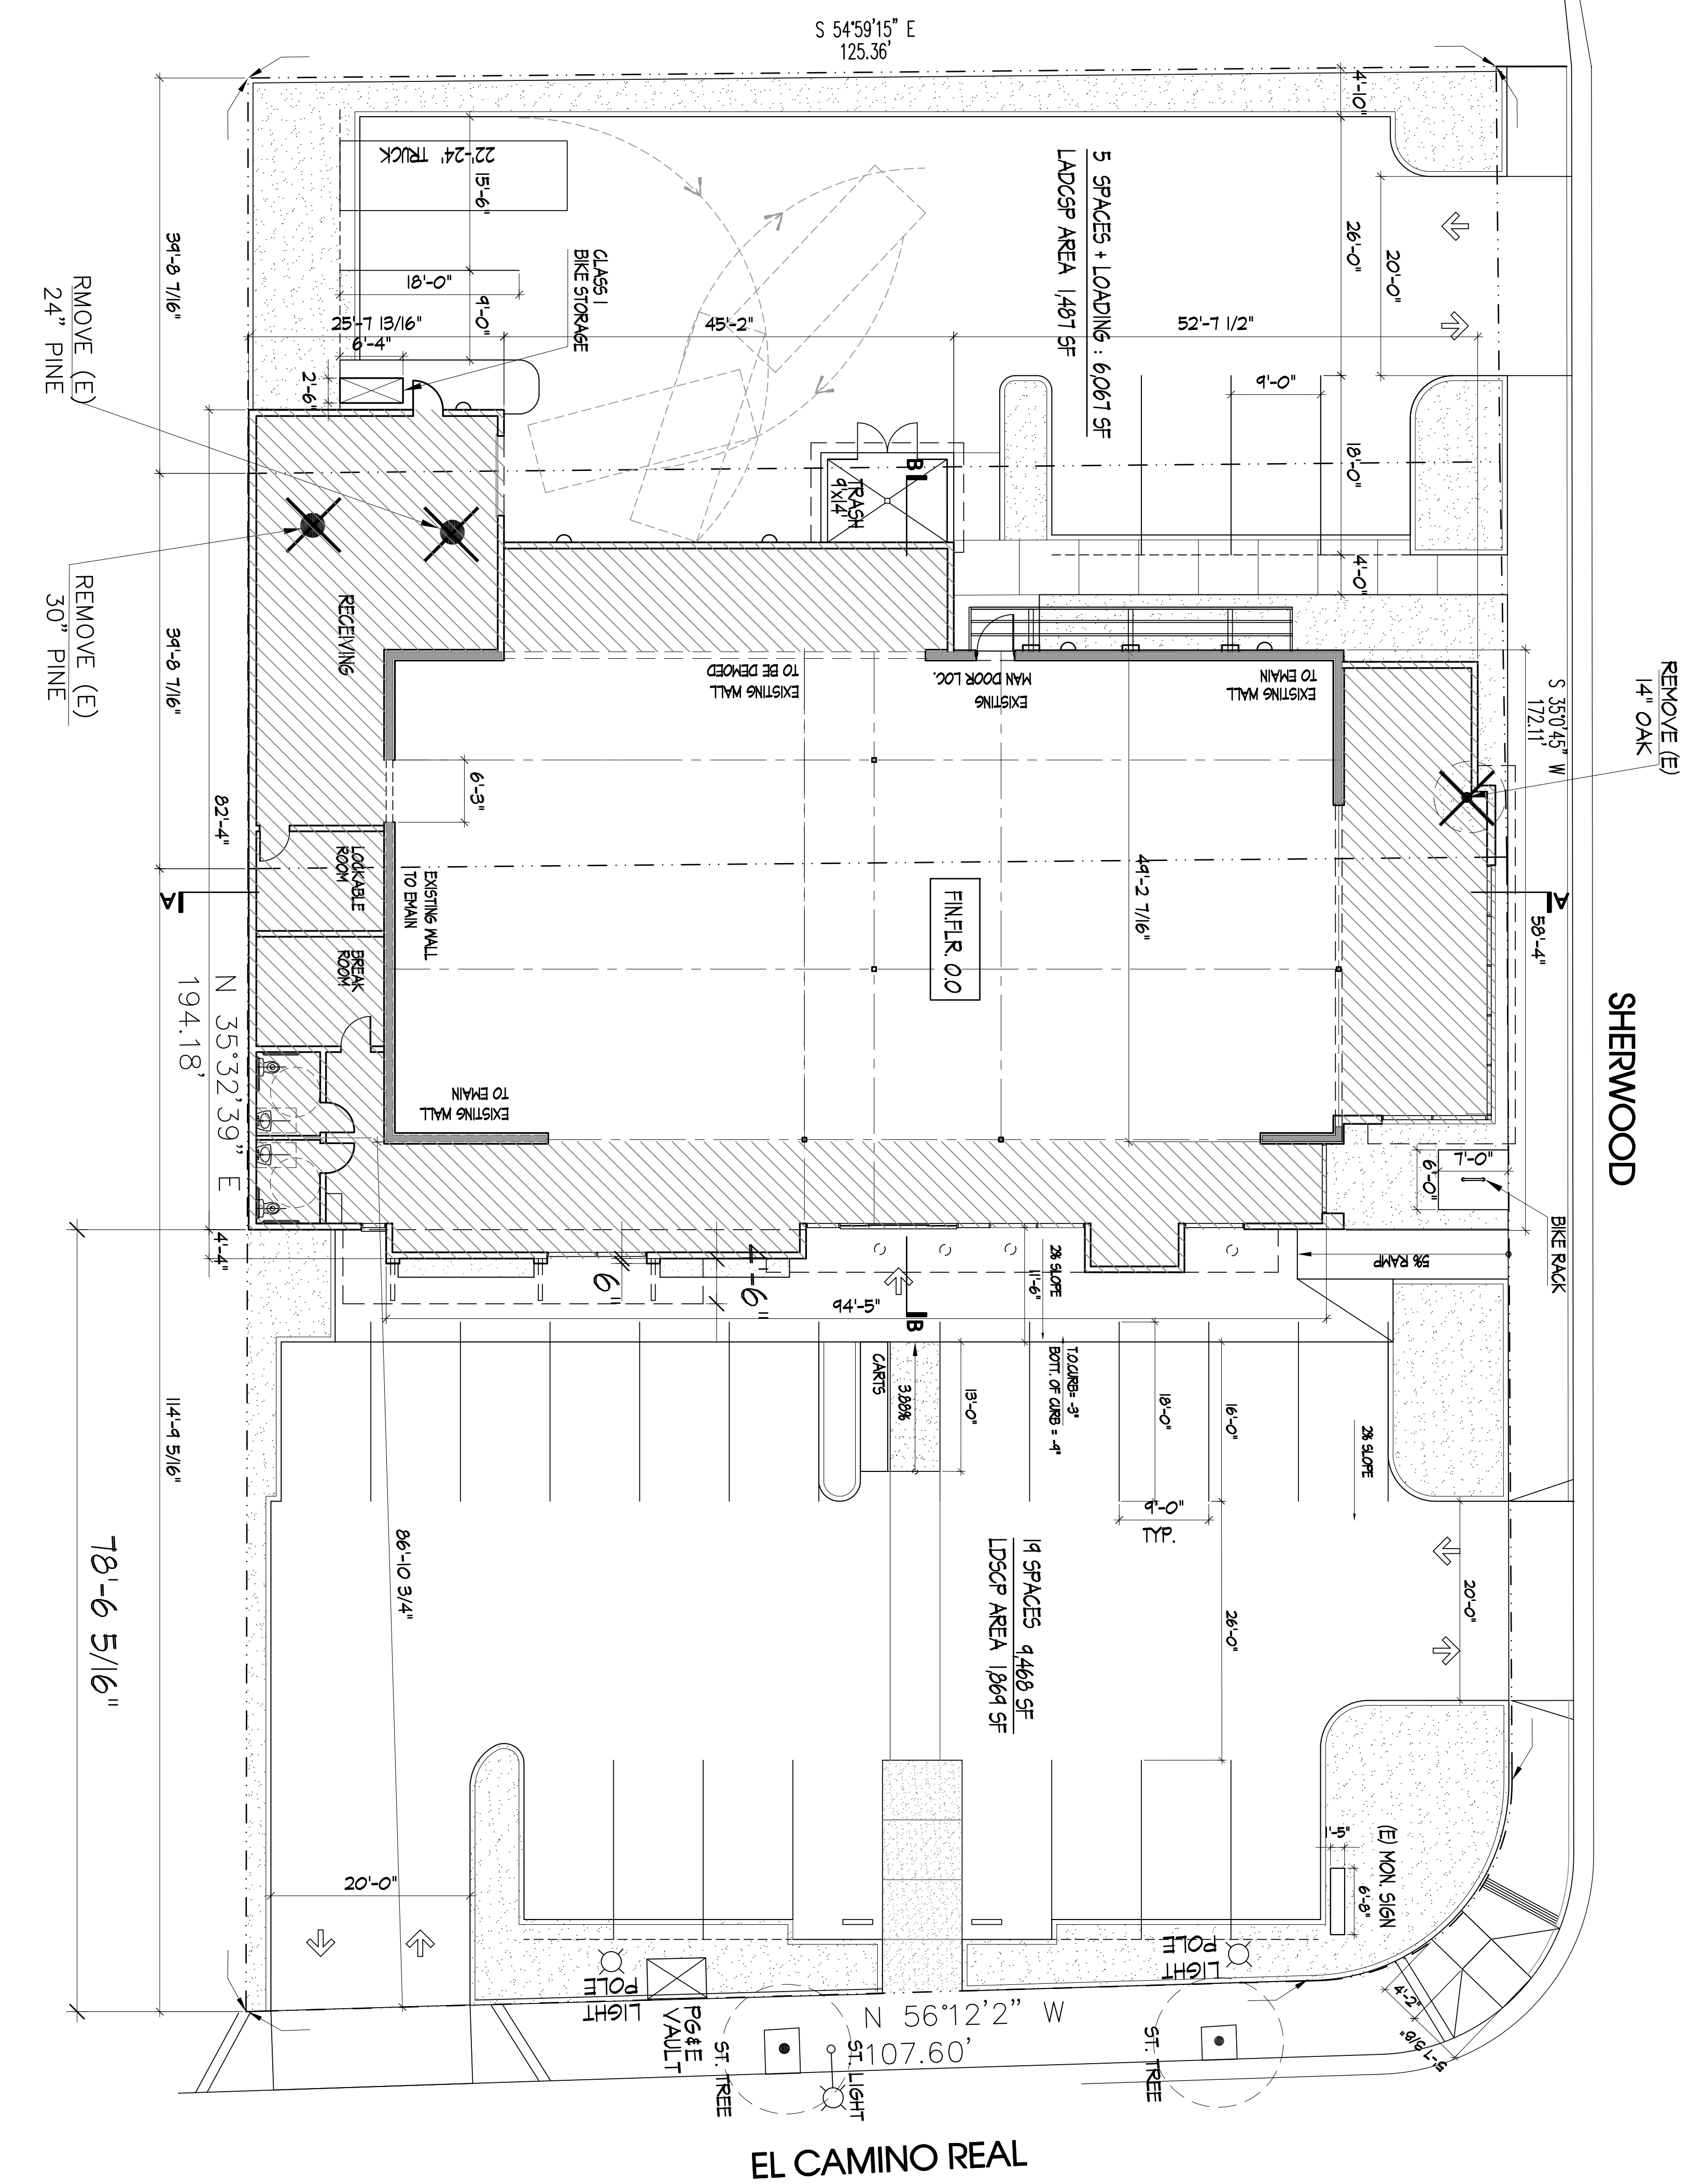 S 54°59'15" E
125.36'
4'-10"
22'-24' TRUCK
15'-6"
5 SPACES + LOADING : 6,067 SF
LADCSP AREA 1,487 SF
26'-0"
20'-0"
39'-8 7/16"
CLASS I
BIKE STORAGE
18'-0"
9'-0"
25'-7 13/16"
45'-2"
52'-7 1/2"
6'-4"
2'-6"
9'-0"
18'-0"
RMOVE (E)
24" PINE
B
TRASH
9'x14'
4'-0"
REMOVE (E)
30" PINE
39'-8 7/16"
RECEIVING
EXISTING WALL
TO BE DEMOED
EXISTING
MAN DOOR LOC.
EXISTING WALL
TO EMAIN
S 35°0'45" W
172.11'
REMOVE (E)
14" OAK
6'-3"
82'-4"
LOCKABLE
ROOM
EXISTING WALL
TO EMAIN
49'-2 7/16"
FIN.FLR. 0.0
A
A
58'-4"
BREAK
ROOM
N 35°32'39" E
194.18'
SHERWOOD
EXISTING WALL
TO EMAIN
7'-0"
6'-0"
BIKE RACK
4'-4"
6"
4'-6"
94'-5"
B
2% SLOPE
11'-6"
5% RAMP
T.O.CURB= -3"
BOTT. OF CURB = -9"
CARTS
3.88%
13'-0"
18'-0"
16'-0"
2% SLOPE
114'-9 5/16"
9'-0"
TYP.
86'-10 3/4"
78'-6 5/16"
19 SPACES 9,468 SF
LDSCP AREA 1,869 SF
26'-0"
20'-0"
1'-5"
(E) MON. SIGN
6'-8"
20'-0"
LIGHT
POLE
LIGHT
POLE
PG&E
VAULT
ST. TREE
ST. LIGHT
N 56°12'2" W
107.60'
ST. TREE
4'-2"
5'-7 3/8"
EL CAMINO REAL